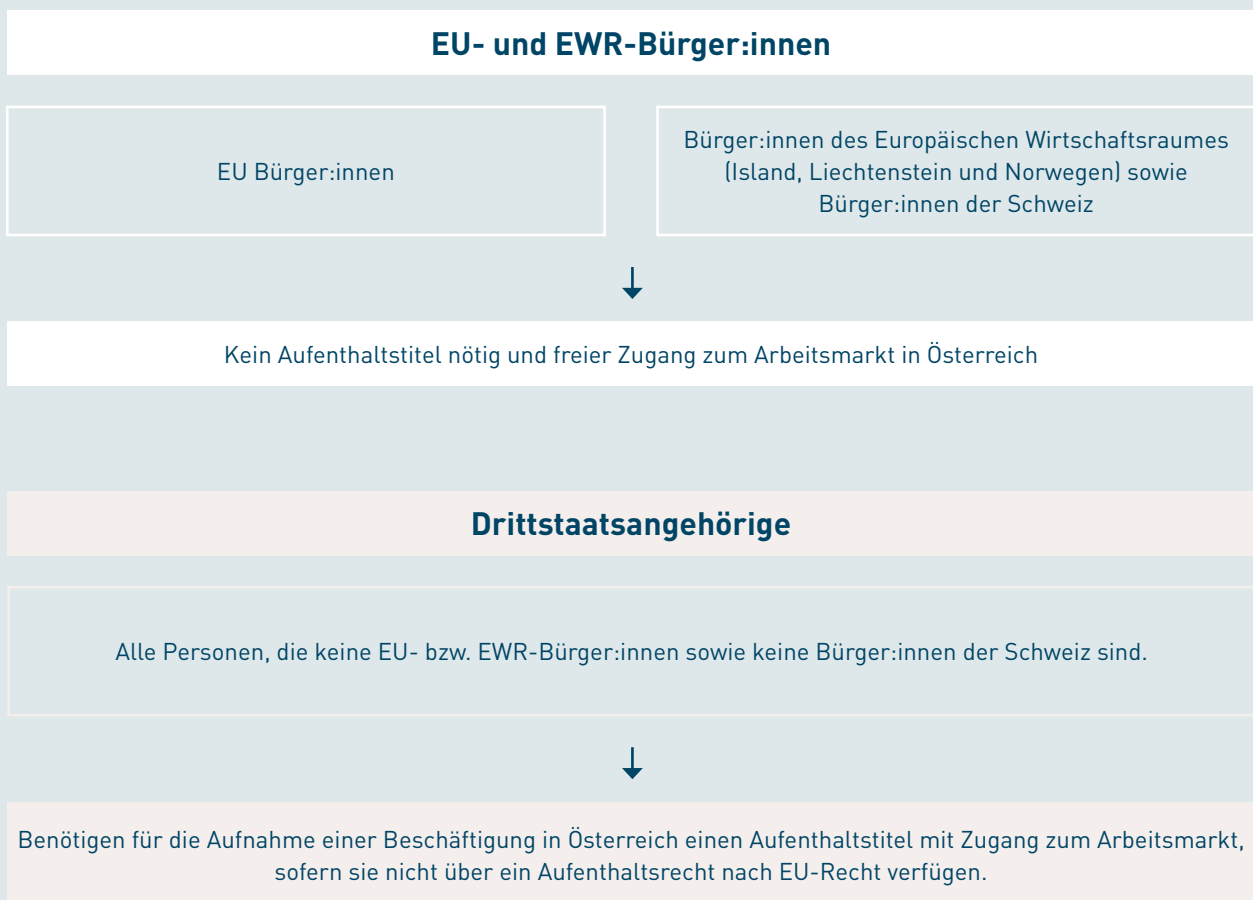 EU- und EWR-Bürger:innen
EU Bürger:innen
Bürger:innen des Europäischen Wirtschaftsraumes
(Island, Liechtenstein und Norwegen) sowie
Bürger:innen der Schweiz
Kein Aufenthaltstitel nötig und freier Zugang zum Arbeitsmarkt in Österreich
Drittstaatsangehörige
Alle Personen, die keine EU- bzw. EWR-Bürger:innen sowie keine Bürger:innen der Schweiz sind.
Benötigen für die Aufnahme einer Beschäftigung in Österreich einen Aufenthaltstitel mit Zugang zum Arbeitsmarkt,
sofern sie nicht über ein Aufenthaltsrecht nach EU-Recht verfügen.